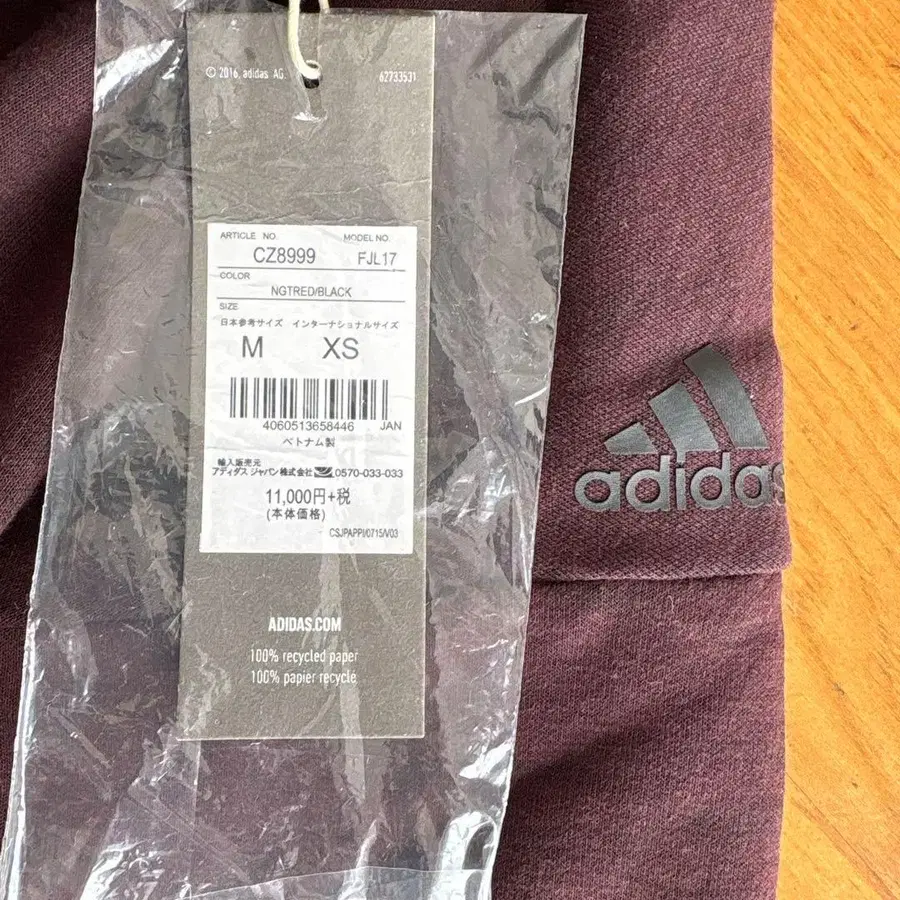 © 2016, adidas AG 62733531
ARTICLE NO. MODEL NO.
CZ8999 FJL17
COLOR
NGTRED/BLACK
SIZE
日本参考サイズ インターナショナルサイズ
M XS
4060513658446 JAN
ベトナム製
輸入販売元
アディダス ジャパン株式会社 0570-033-033
11,000円+税
(本体価格)
CSJPAPPI/0715/V03
ADIDAS.COM
100% recycled paper
100% papier recycle
adidas